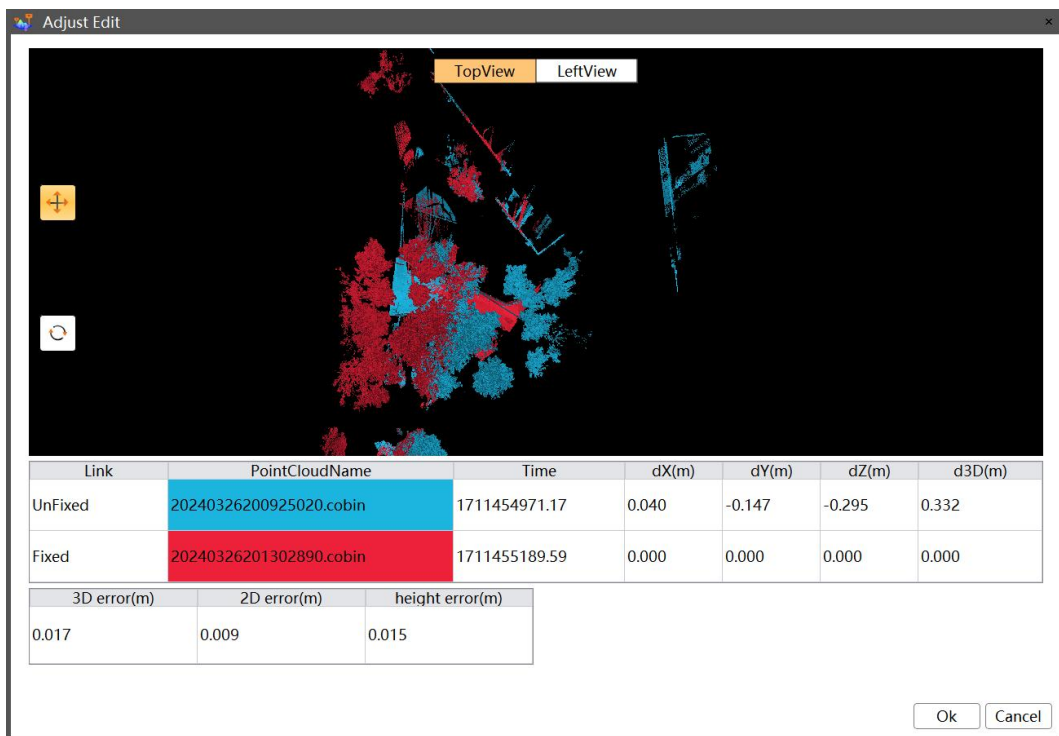 Adjust Edit
TopView LeftView
Link PointCloudName Time dX(m) dY(m) dZ(m) d3D(m)
UnFixed 20240326200925020.cobin 1711454971.17 0.040 -0.147 -0.295 0.332
Fixed 20240326201302890.cobin 1711455189.59 0.000 0.000 0.000 0.000
3D error(m) 2D error(m) height error(m)
0.017 0.009 0.015
Ok Cancel